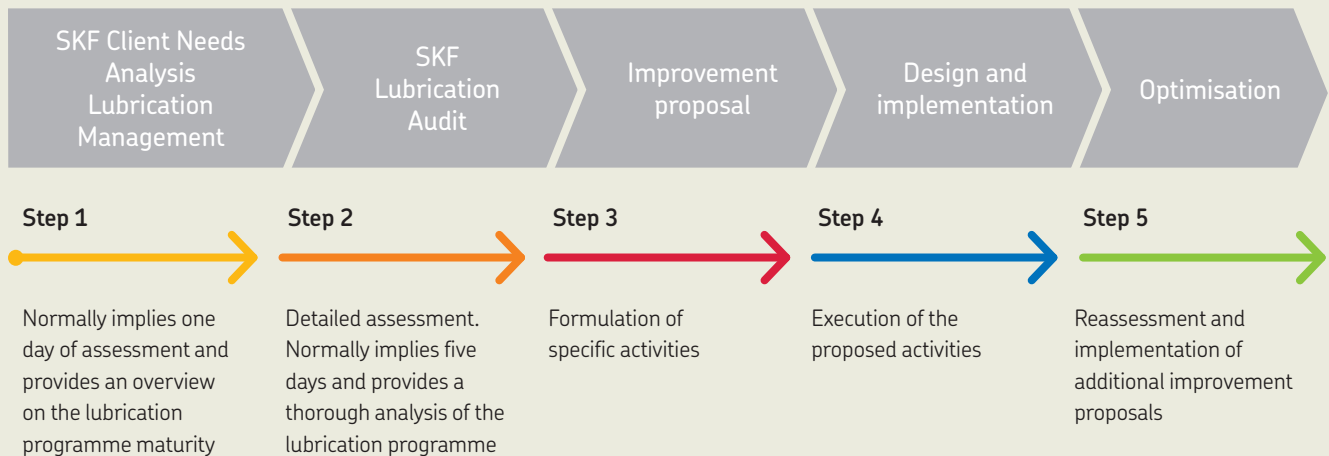 SKF Client Needs
Analysis
Lubrication
Management
SKF
Lubrication
Audit
Improvement
proposal
Design and
implementation
Optimisation
Step 1
Normally implies one
day of assessment and
provides an overview
on the lubrication
programme maturity
Step 2
Detailed assessment.
Normally implies five
days and provides a
thorough analysis of the
lubrication programme
Step 3
Formulation of
specific activities
Step 4
Execution of the
proposed activities
Step 5
Reassessment and
implementation of
additional improvement
proposals